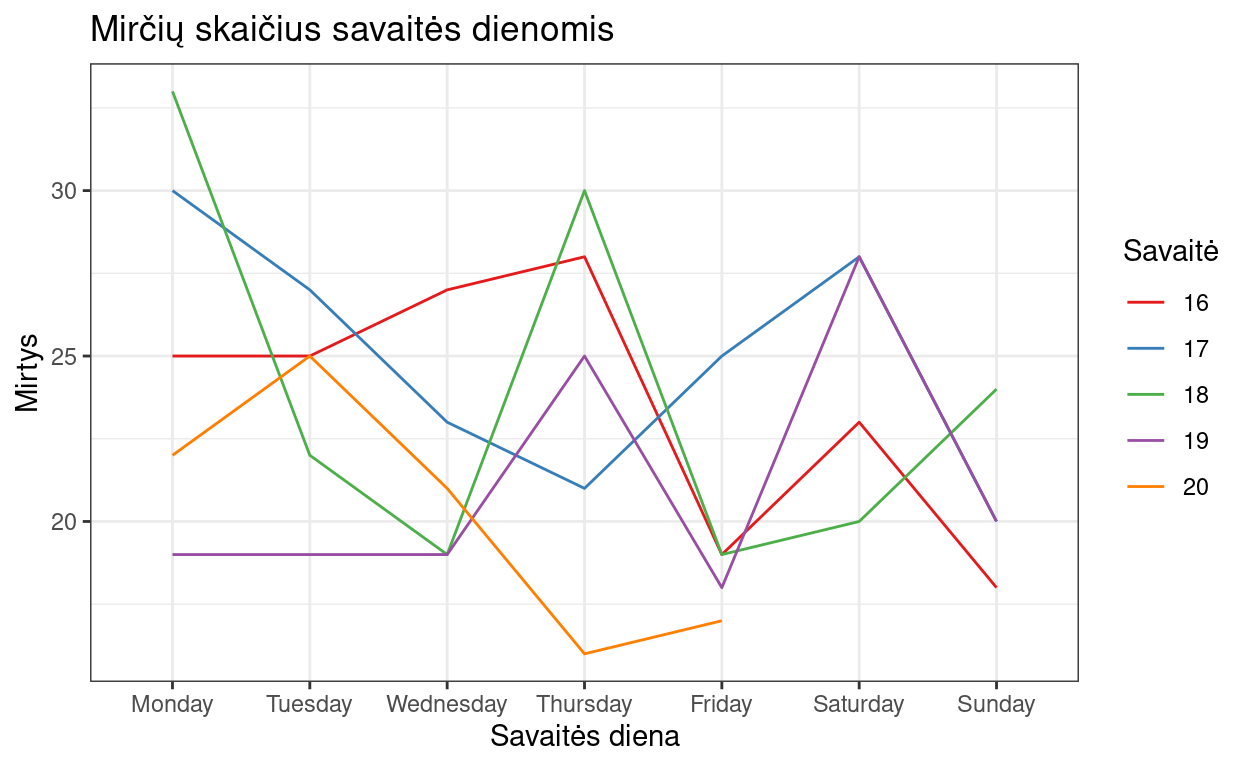 Mirčių skaičius savaitės dienomis
Mirtys
30
25
20
Monday Tuesday Wednesday Thursday Friday Saturday Sunday
Savaitės diena
Savaitė
16
17
18
19
20